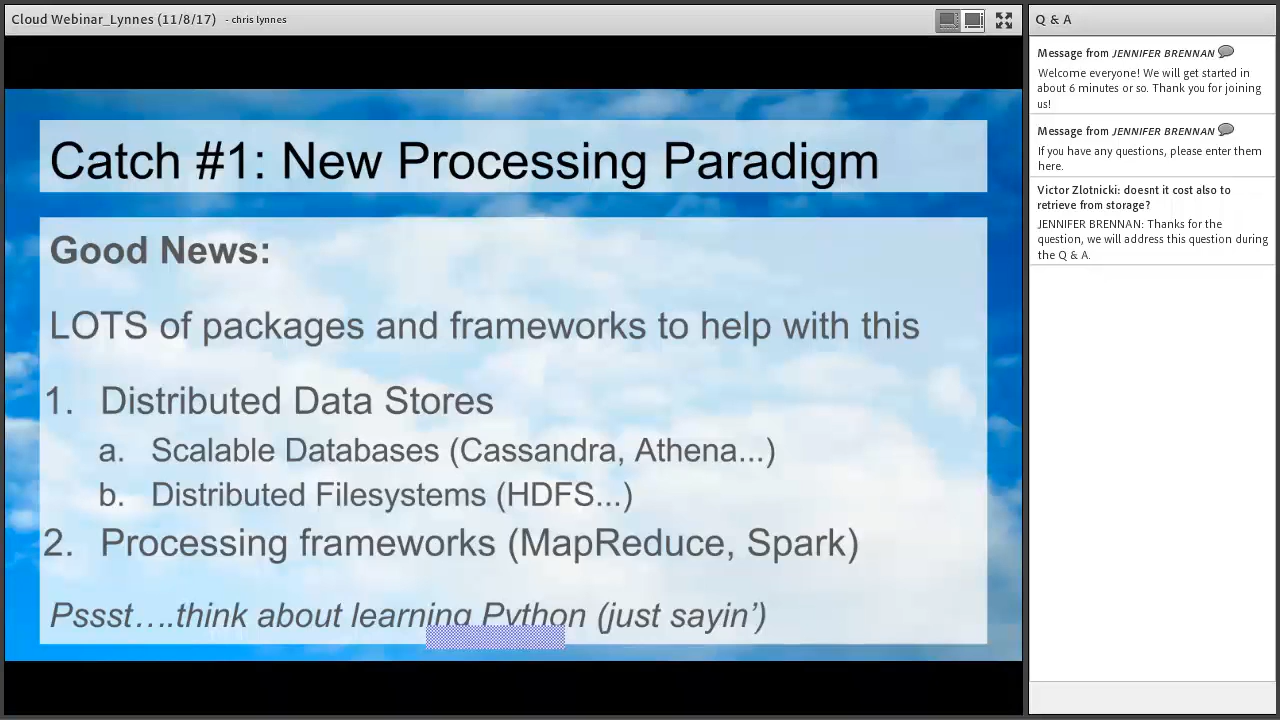 Cloud Webinar_Lynnes (11/8/17) - chris lynnes
Catch #1: New Processing Paradigm
Good News:
LOTS of packages and frameworks to help with this
1. Distributed Data Stores
a. Scalable Databases (Cassandra, Athena...)
b. Distributed Filesystems (HDFS...)
2. Processing frameworks (MapReduce, Spark)
Pssst….think about learning Python (just sayin’)
Q & A
Message from JENNIFER BRENNAN
Welcome everyone! We will get started in
about 6 minutes or so. Thank you for joining
us!
Message from JENNIFER BRENNAN
If you have any questions, please enter them
here.
Victor Zlotnicki: doesnt it cost also to
retrieve from storage?
JENNIFER BRENNAN: Thanks for the
question, we will address this question during
the Q & A.